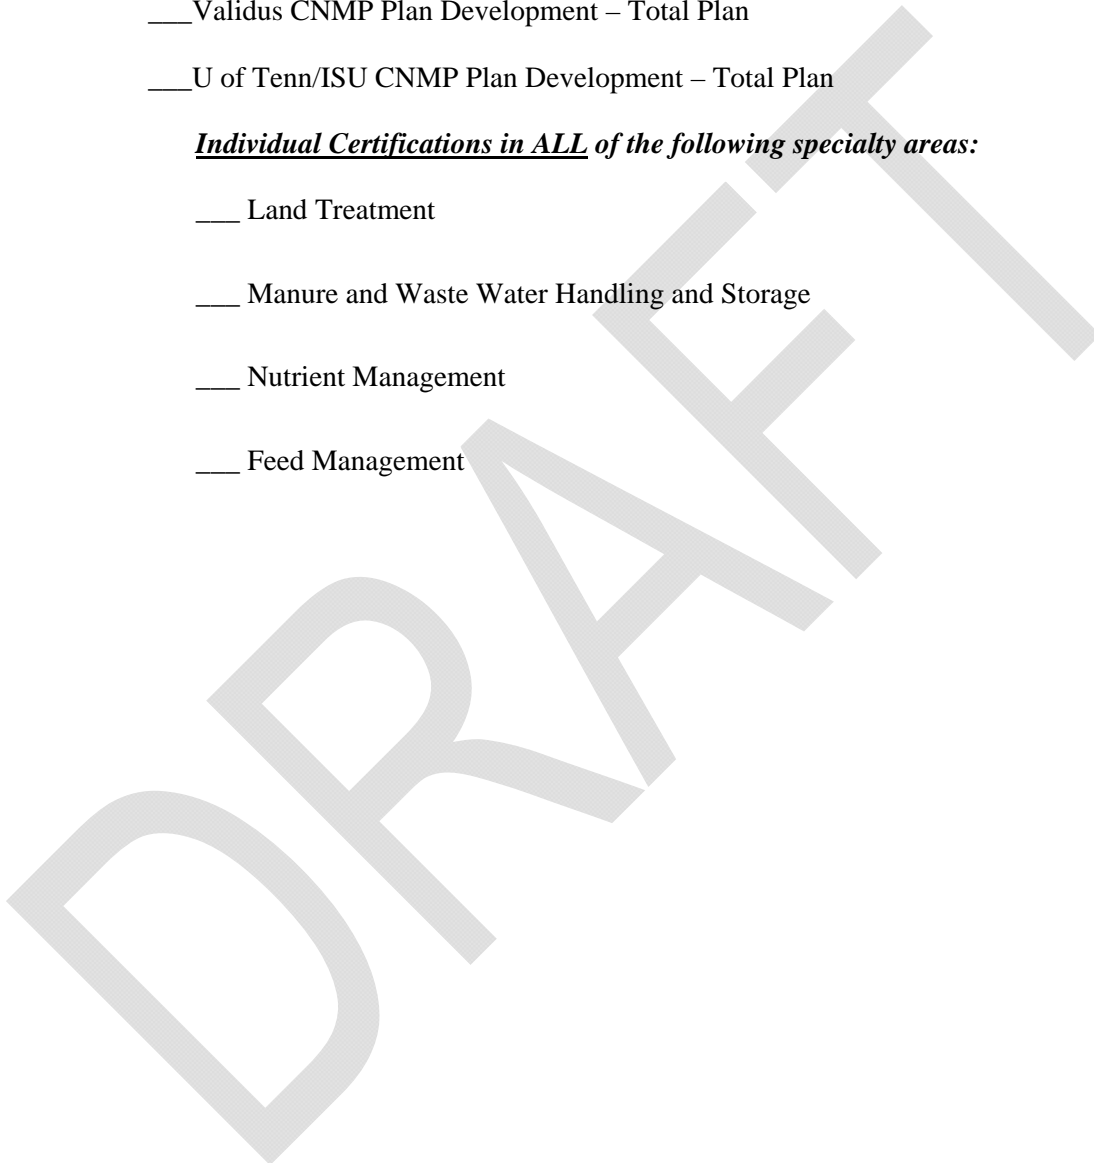 ___Validus CNMP Plan Development – Total Plan
___U of Tenn/ISU CNMP Plan Development – Total Plan
Individual Certifications in ALL of the following specialty areas:
___ Land Treatment
___ Manure and Waste Water Handling and Storage
___ Nutrient Management
___ Feed Management
DRAFT